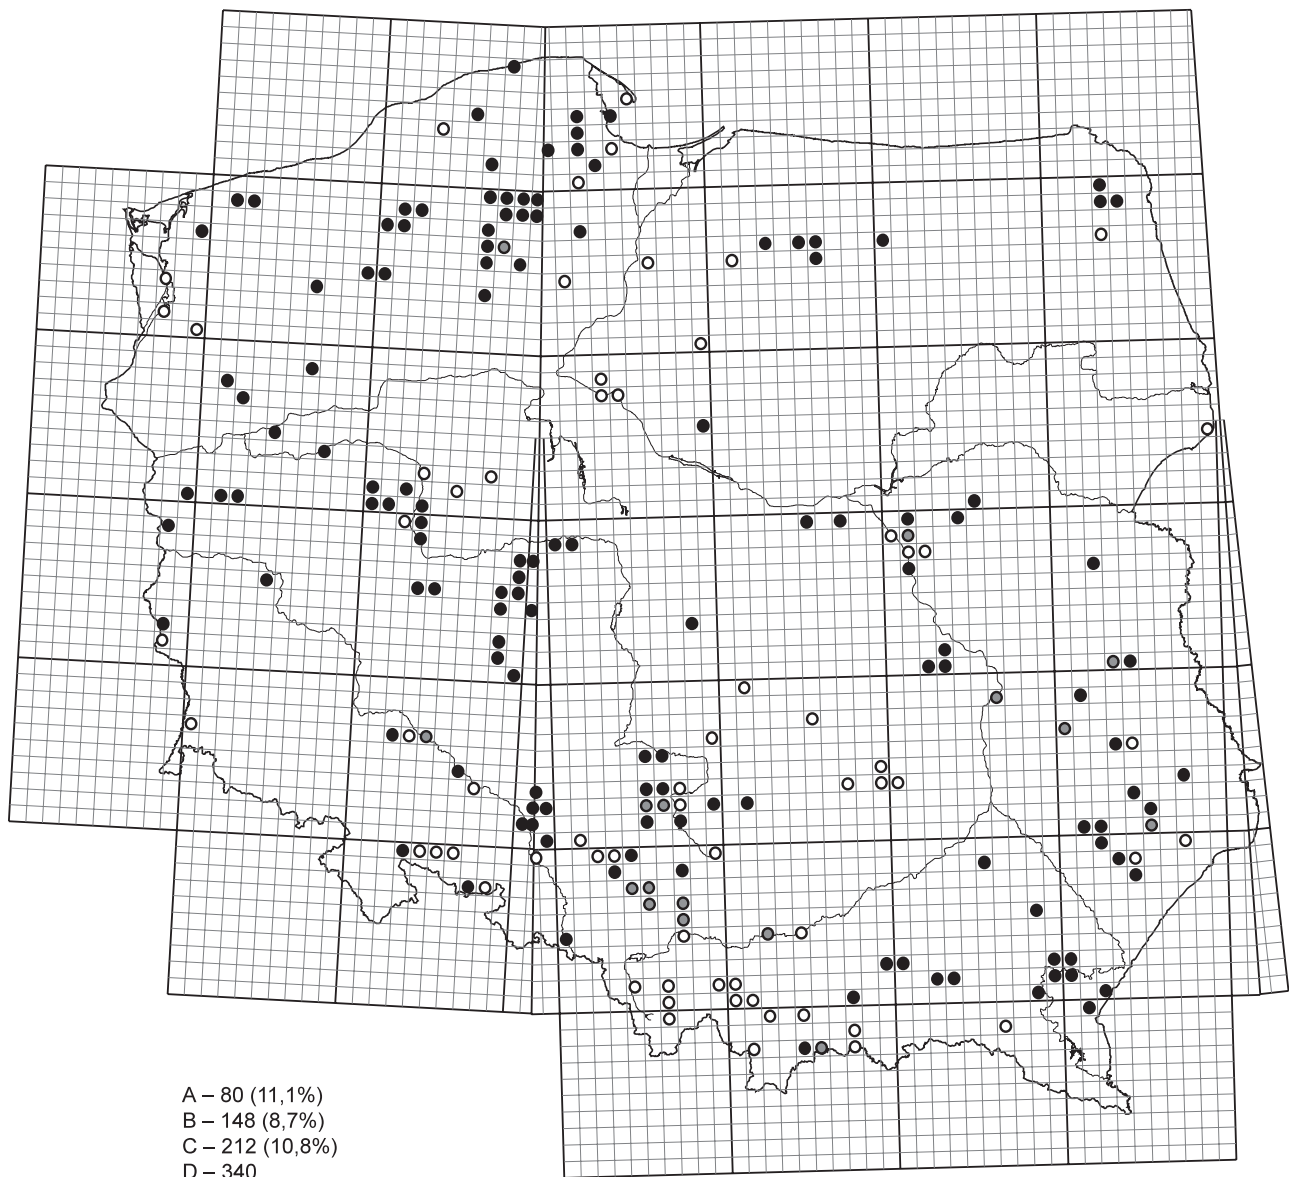 A – 80 (11,1%)
B – 148 (8,7%)
C – 212 (10,8%)
D – 340